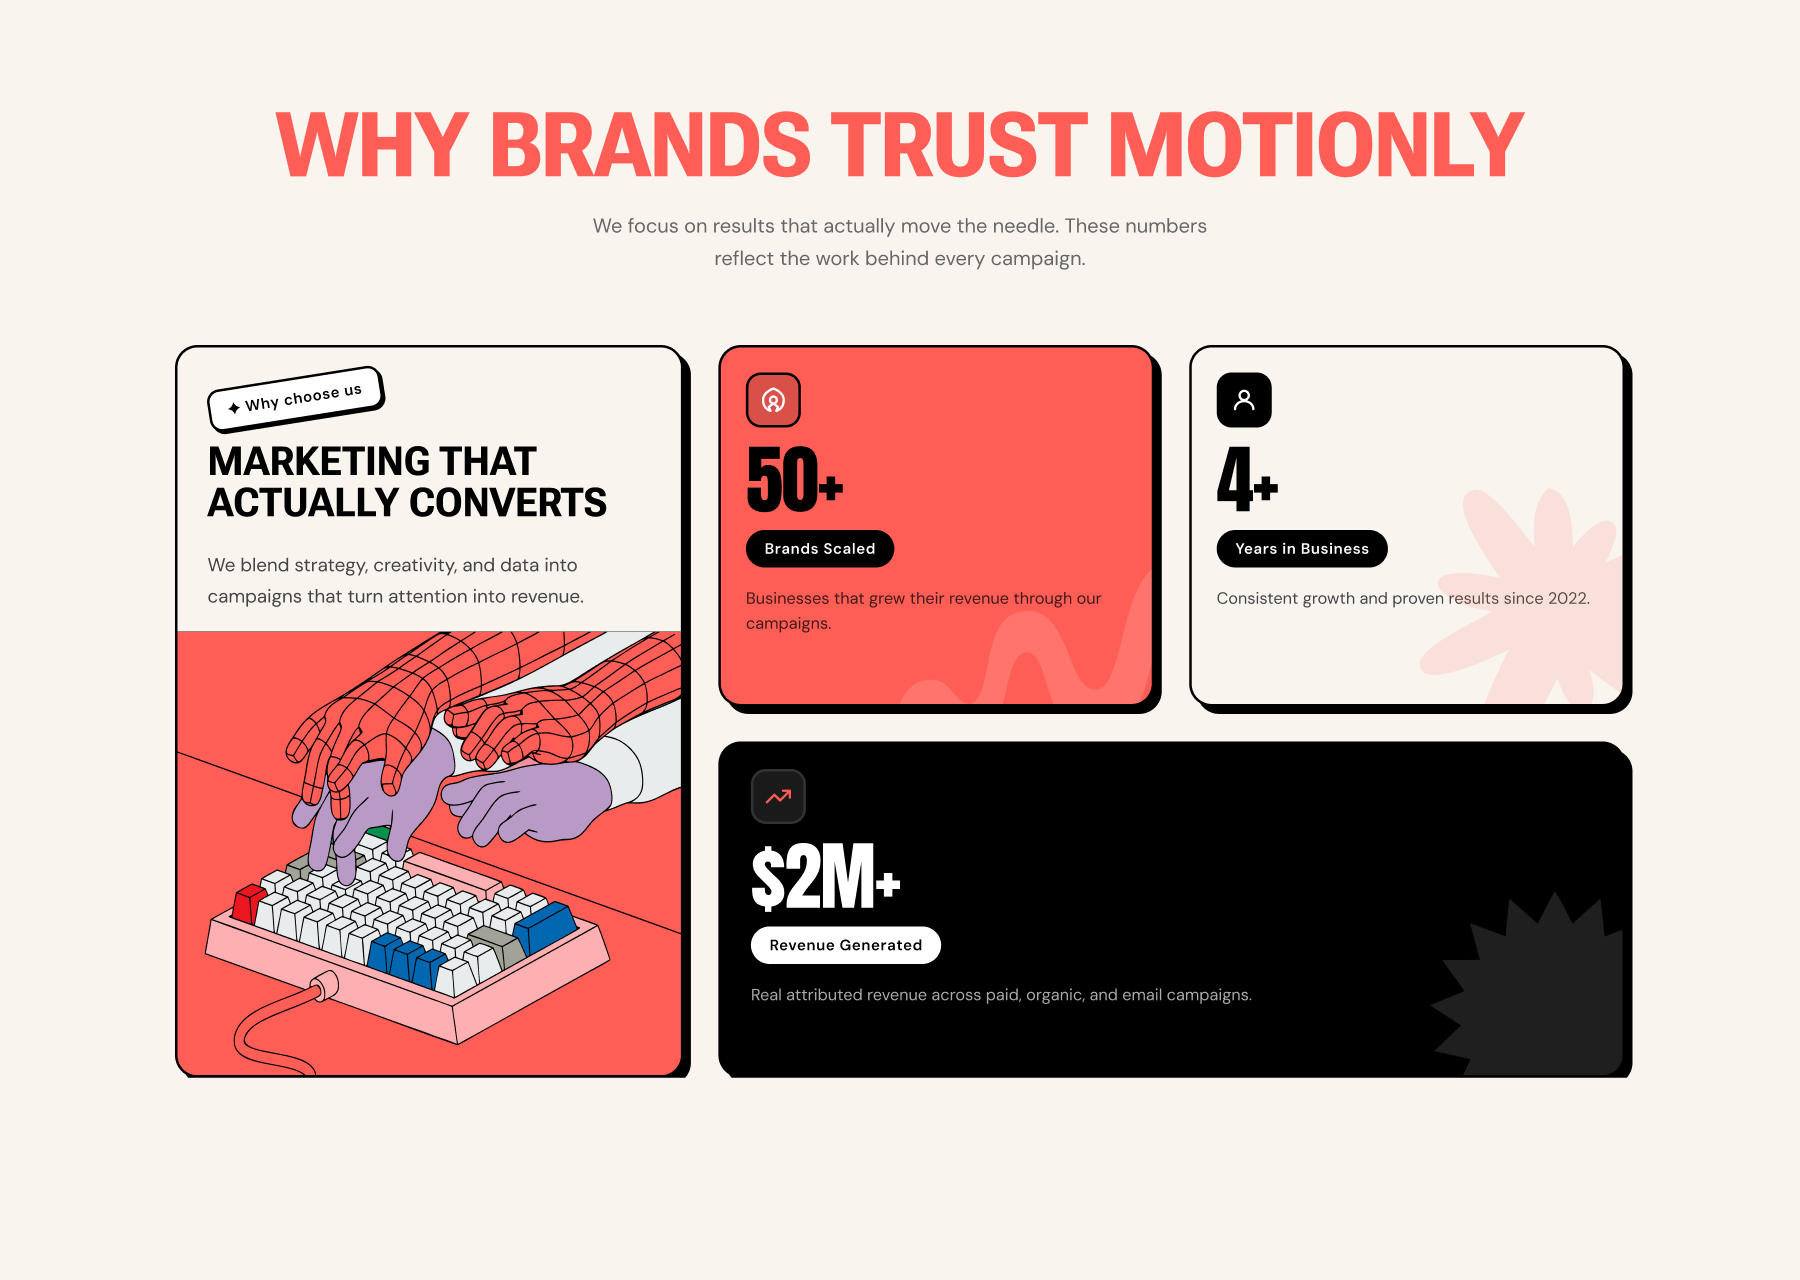 WHY BRANDS TRUST MOTIONLY
We focus on results that actually move the needle. These numbers
reflect the work behind every campaign.
✦ Why choose us
MARKETING THAT
ACTUALLY CONVERTS
We blend strategy, creativity, and data into
campaigns that turn attention into revenue.
50+
Brands Scaled
Businesses that grew their revenue through our
campaigns.
4+
Years in Business
Consistent growth and proven results since 2022.
$2M+
Revenue Generated
Real attributed revenue across paid, organic, and email campaigns.